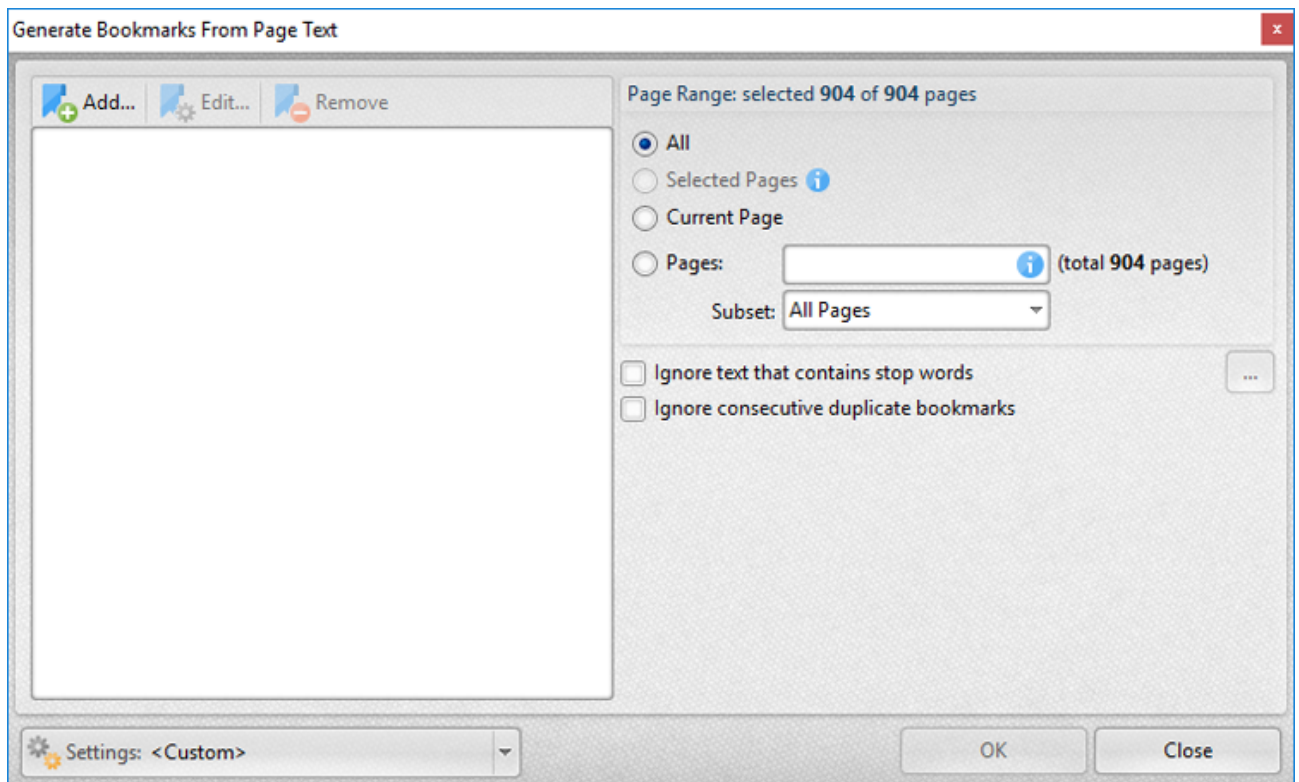 Generate Bookmarks From Page Text
x
Add... Edit... Remove
Page Range: selected 904 of 904 pages
All
Selected Pages i
Current Page
Pages: i (total 904 pages)
Subset: All Pages
Ignore text that contains stop words ...
Ignore consecutive duplicate bookmarks
Settings: <Custom> OK Close